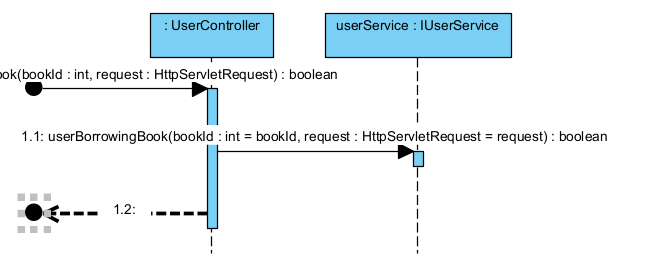 : UserController
userService : IUserService
ook(bookId : int, request : HttpServletRequest) : boolean
1.1: userBorrowingBook(bookId : int = bookId, request : HttpServletRequest = request) : boolean
1.2: